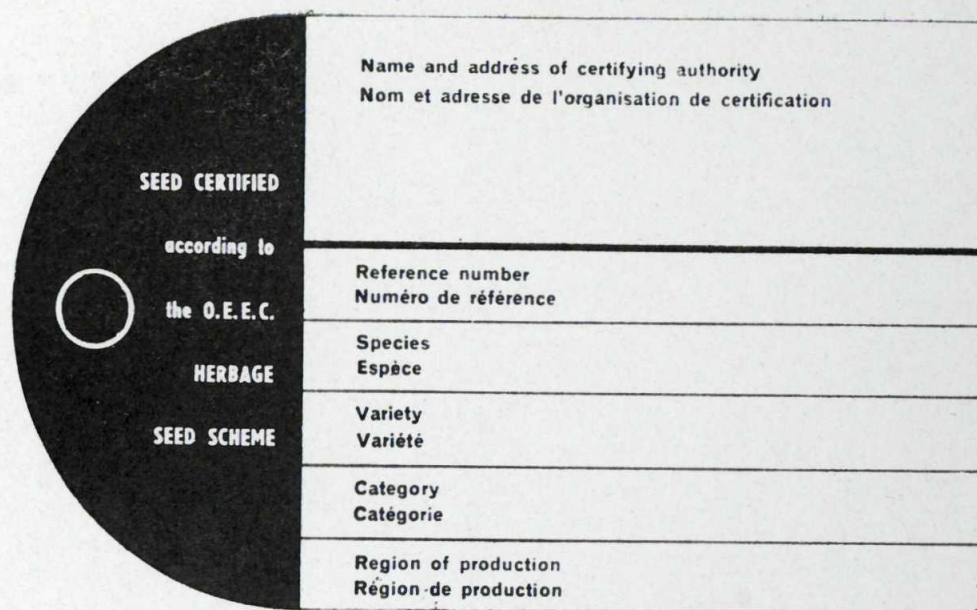 SEED CERTIFIED
according to
the O.E.E.C.
HERBAGE
SEED SCHEME
Name and address of certifying authority
Nom et adresse de l'organisation de certification
Reference number
Numéro de référence
Species
Espèce
Variety
Variété
Category
Catégorie
Region of production
Région de production